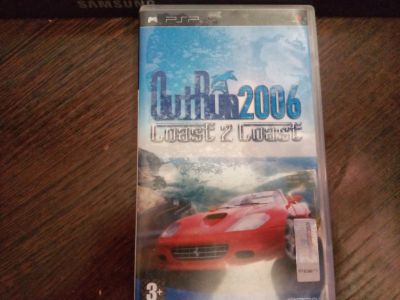 SAMSUNG
PSP
OutRun2006
Coast 2 Coast
3+